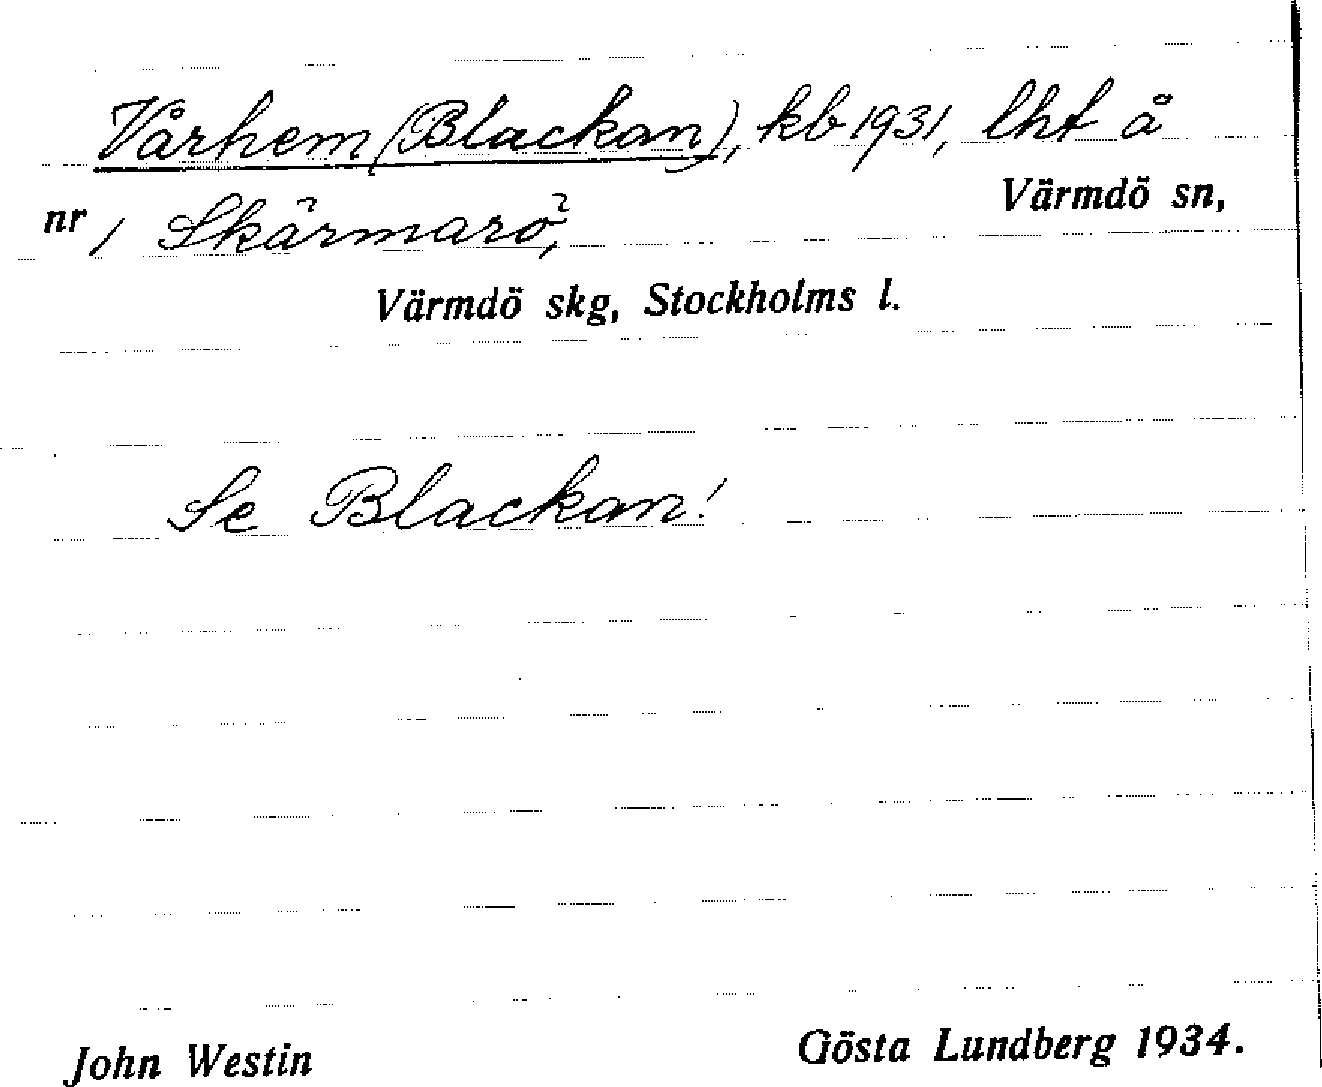 Vårhem (Blackan), kb 1931, lht å
Värmdö sn,
nr 1 Skärmarö,
Värmdö skg, Stockholms l.
Se Blackan!
John Westin
Gösta Lundberg 1934.